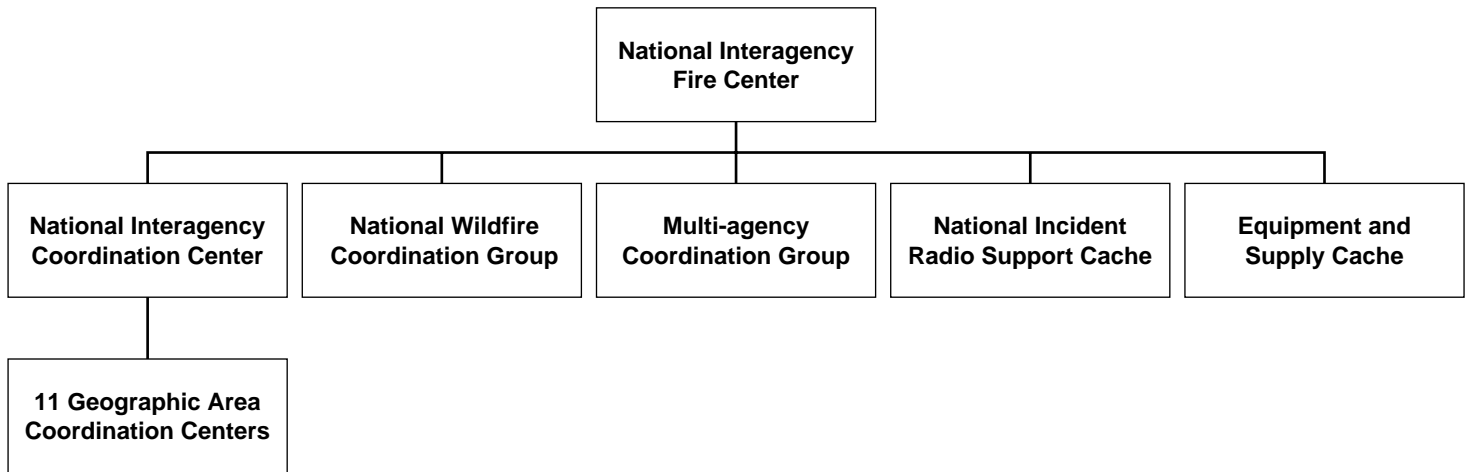 National Interagency
Fire Center
National Interagency
Coordination Center
National Wildfire
Coordination Group
Multi-agency
Coordination Group
National Incident
Radio Support Cache
Equipment and
Supply Cache
11 Geographic Area
Coordination Centers